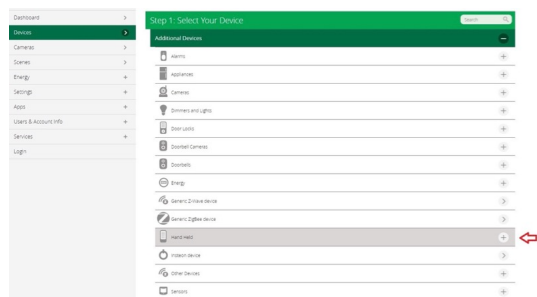 Dashboard
Devices
Cameras
Scenes
Energy
Settings
Apps
Users & Account Info
Services
Login
Step 1: Select Your Device
Search
Additional Devices
Alarms
Appliances
Cameras
Dimmers and Lights
Door Locks
Doorbell Cameras
Doorbells
Energy
Generic Z-Wave device
Generic ZigBee device
Hand Held
Insteon device
Other Devices
Sensors